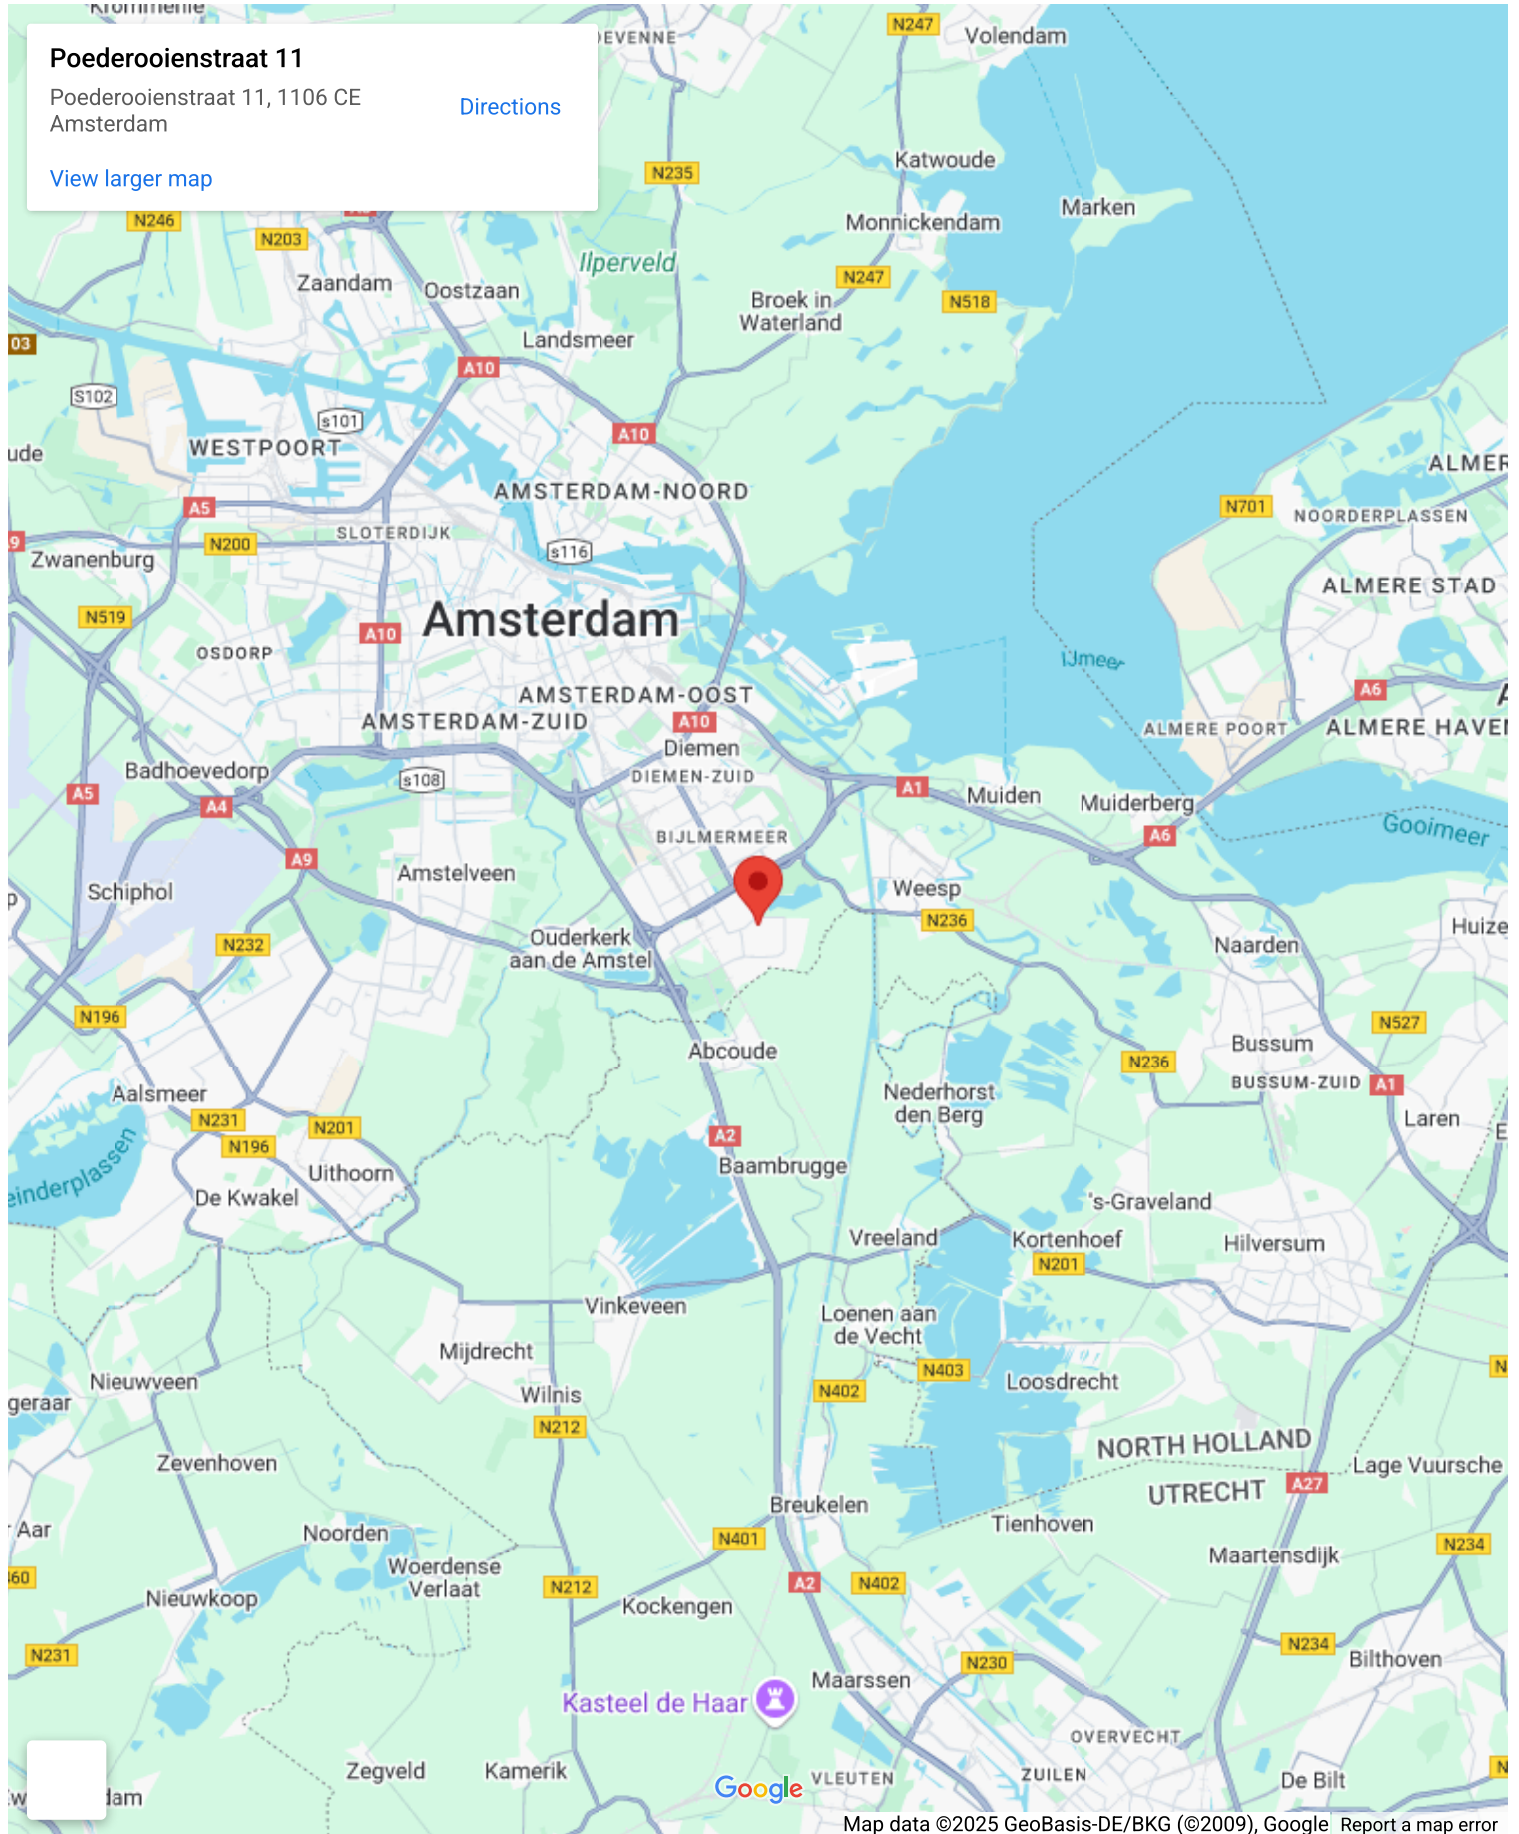 Krommenie
Poederooienstraat 11
Poederooienstraat 11, 1106 CE
Amsterdam
Directions
View larger map
N247
Volendam
N235
Katwoude
Marken
Monnickendam
N246
N203
Ilperveld
Zaandam
Oostzaan
N247
Broek in
Waterland
N518
Landsmeer
03
A10
S102
s101
A10
WESTPOORT
ude
ALMER
AMSTERDAM-NOORD
A5
N701
NOORDERPLASSEN
SLOTERDIJK
N200
s116
Zwanenburg
ALMERE STAD
N519
Amsterdam
A10
OSDORP
IJmeer
AMSTERDAM-OOST
A6
AMSTERDAM-ZUID
A10
ALMERE POORT
ALMERE HAVEN
Diemen
Badhoevedorp
s108
DIEMEN-ZUID
A5
A4
A1
Muiden
Muiderberg
Gooimeer
BIJLMERMEER
A6
A9
Amstelveen
Schiphol
Weesp
N236
Huize
N232
Ouderkerk
aan de Amstel
Naarden
N196
N527
Abcoude
Bussum
N236
BUSSUM-ZUID
A1
Aalsmeer
Nederhorst
den Berg
N231
N201
Laren
N196
A2
einderplassen
Baambrugge
Uithoorn
De Kwakel
's-Graveland
Vreeland
Kortenhoef
Hilversum
N201
Vinkeveen
Loenen aan
de Vecht
Mijdrecht
N403
Nieuwveen
N402
Loosdrecht
Wilnis
geraar
N212
NORTH HOLLAND
Zevenhoven
Lage Vuursche
UTRECHT
A27
Breukelen
Aar
Noorden
N401
Tienhoven
N234
Woerdense
Verlaat
Maartensdijk
460
N212
A2
N402
Nieuwkoop
Kockengen
N231
N234
N230
Bilthoven
Maarssen
Kasteel de Haar
OVERVECHT
Zegveld
Kamerik
Google
VLEUTEN
ZUILEN
De Bilt
dam
Map data ©2025 GeoBasis-DE/BKG (©2009), Google
Report a map error